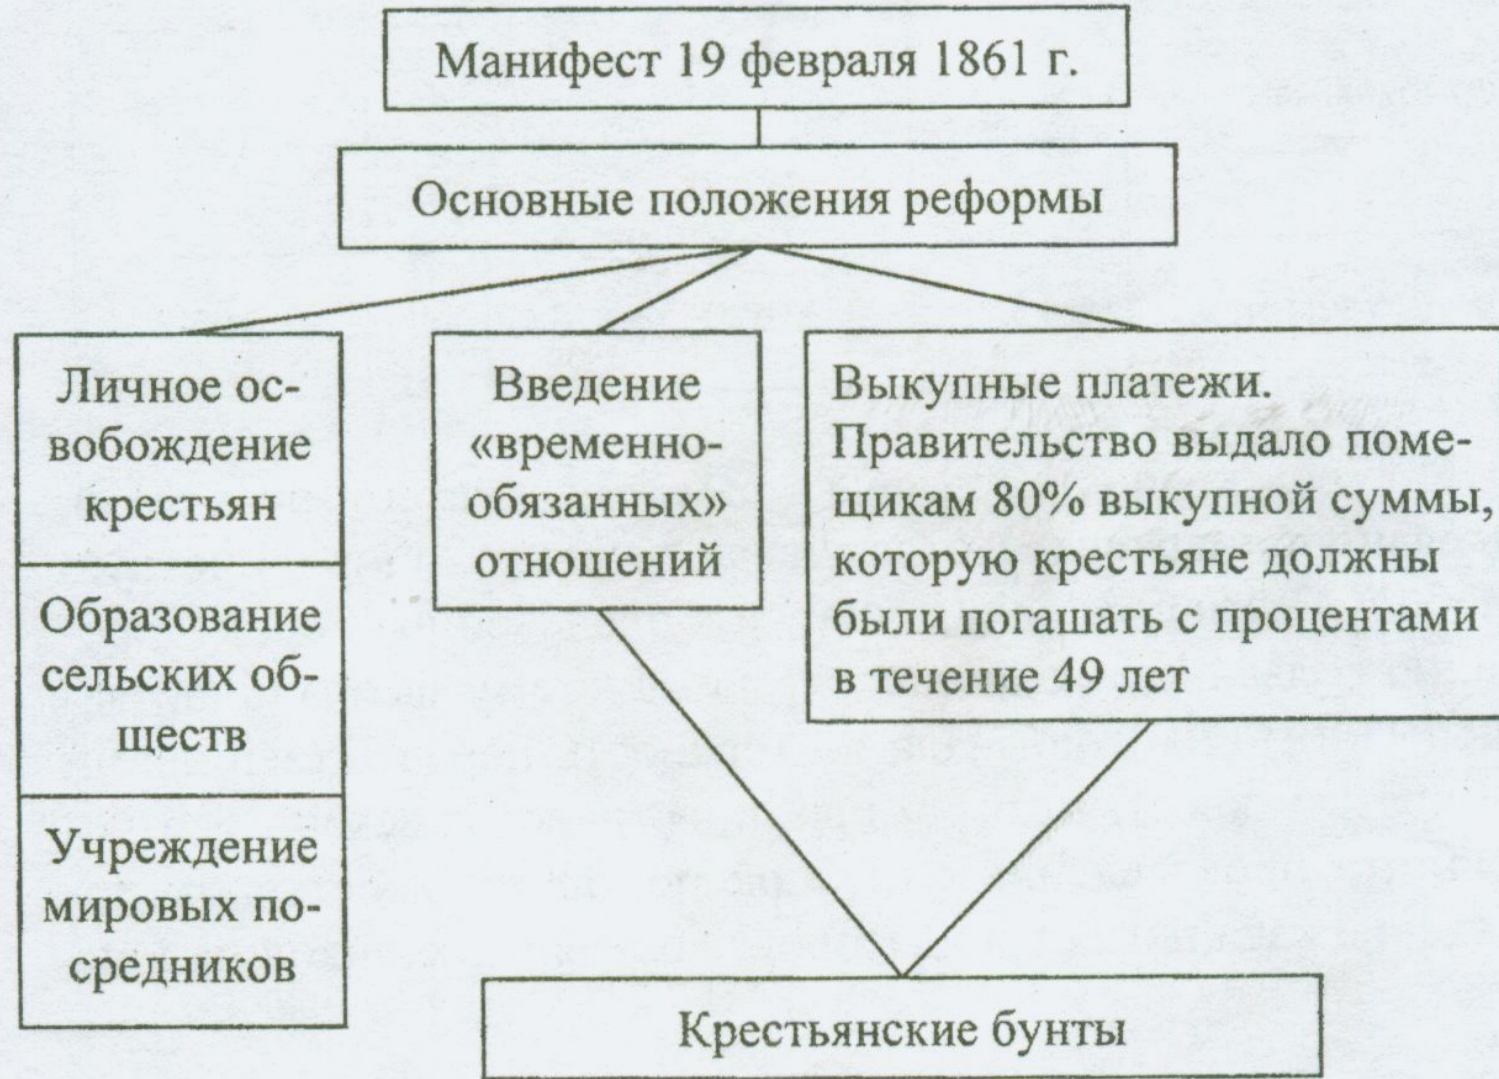 Манифест 19 февраля 1861 г.
Основные положения реформы
Личное ос-
вобождение
крестьян
Образование
сельских об-
ществ
Учреждение
мировых по-
средников
Введение
«временно-
обязанных»
отношений
Выкупные платежи.
Правительство выдало поме-
щикам 80% выкупной суммы,
которую крестьяне должны
были погашать с процентами
в течение 49 лет
Крестьянские бунты